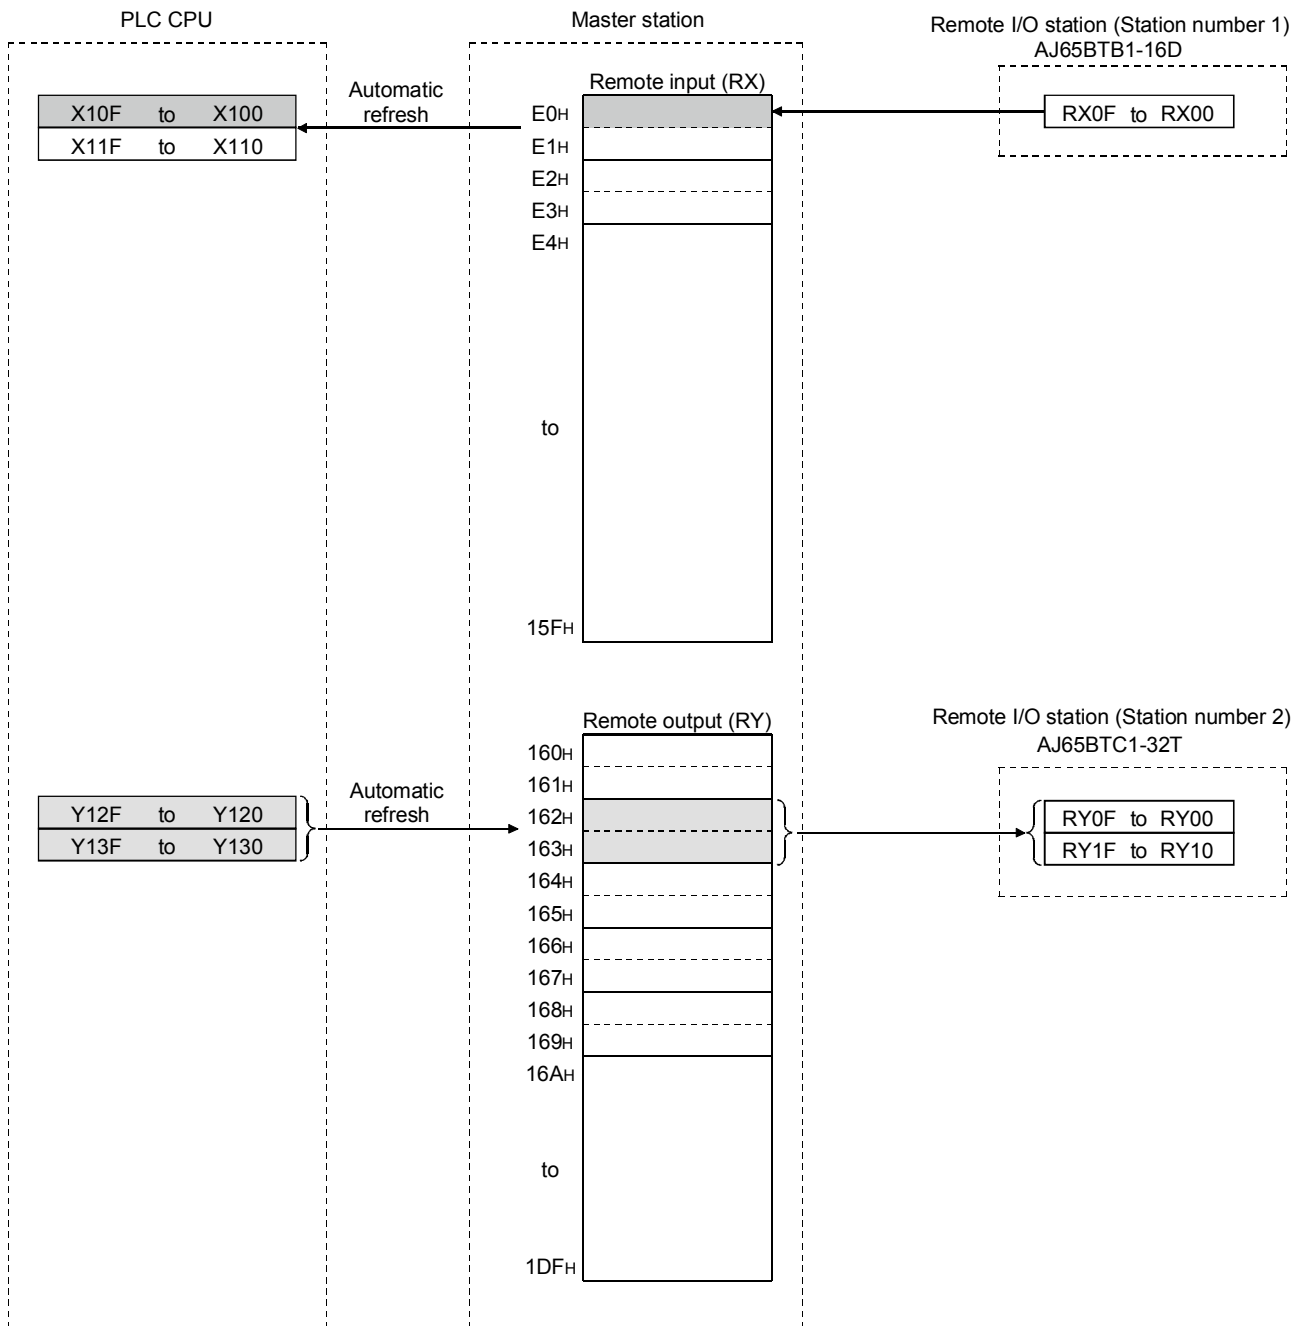 PLC CPU
Master station
Remote I/O station (Station number 1)
AJ65BTB1-16D
Remote input (RX)
Automatic
refresh
X10F to X100
X11F to X110
E0H
E1H
E2H
E3H
E4H
to
15FH
RX0F to RX00
Remote output (RY)
Remote I/O station (Station number 2)
AJ65BTC1-32T
Automatic
refresh
Y12F to Y120
Y13F to Y130
160H
161H
162H
163H
164H
165H
166H
167H
168H
169H
16AH
to
1DFH
RY0F to RY00
RY1F to RY10